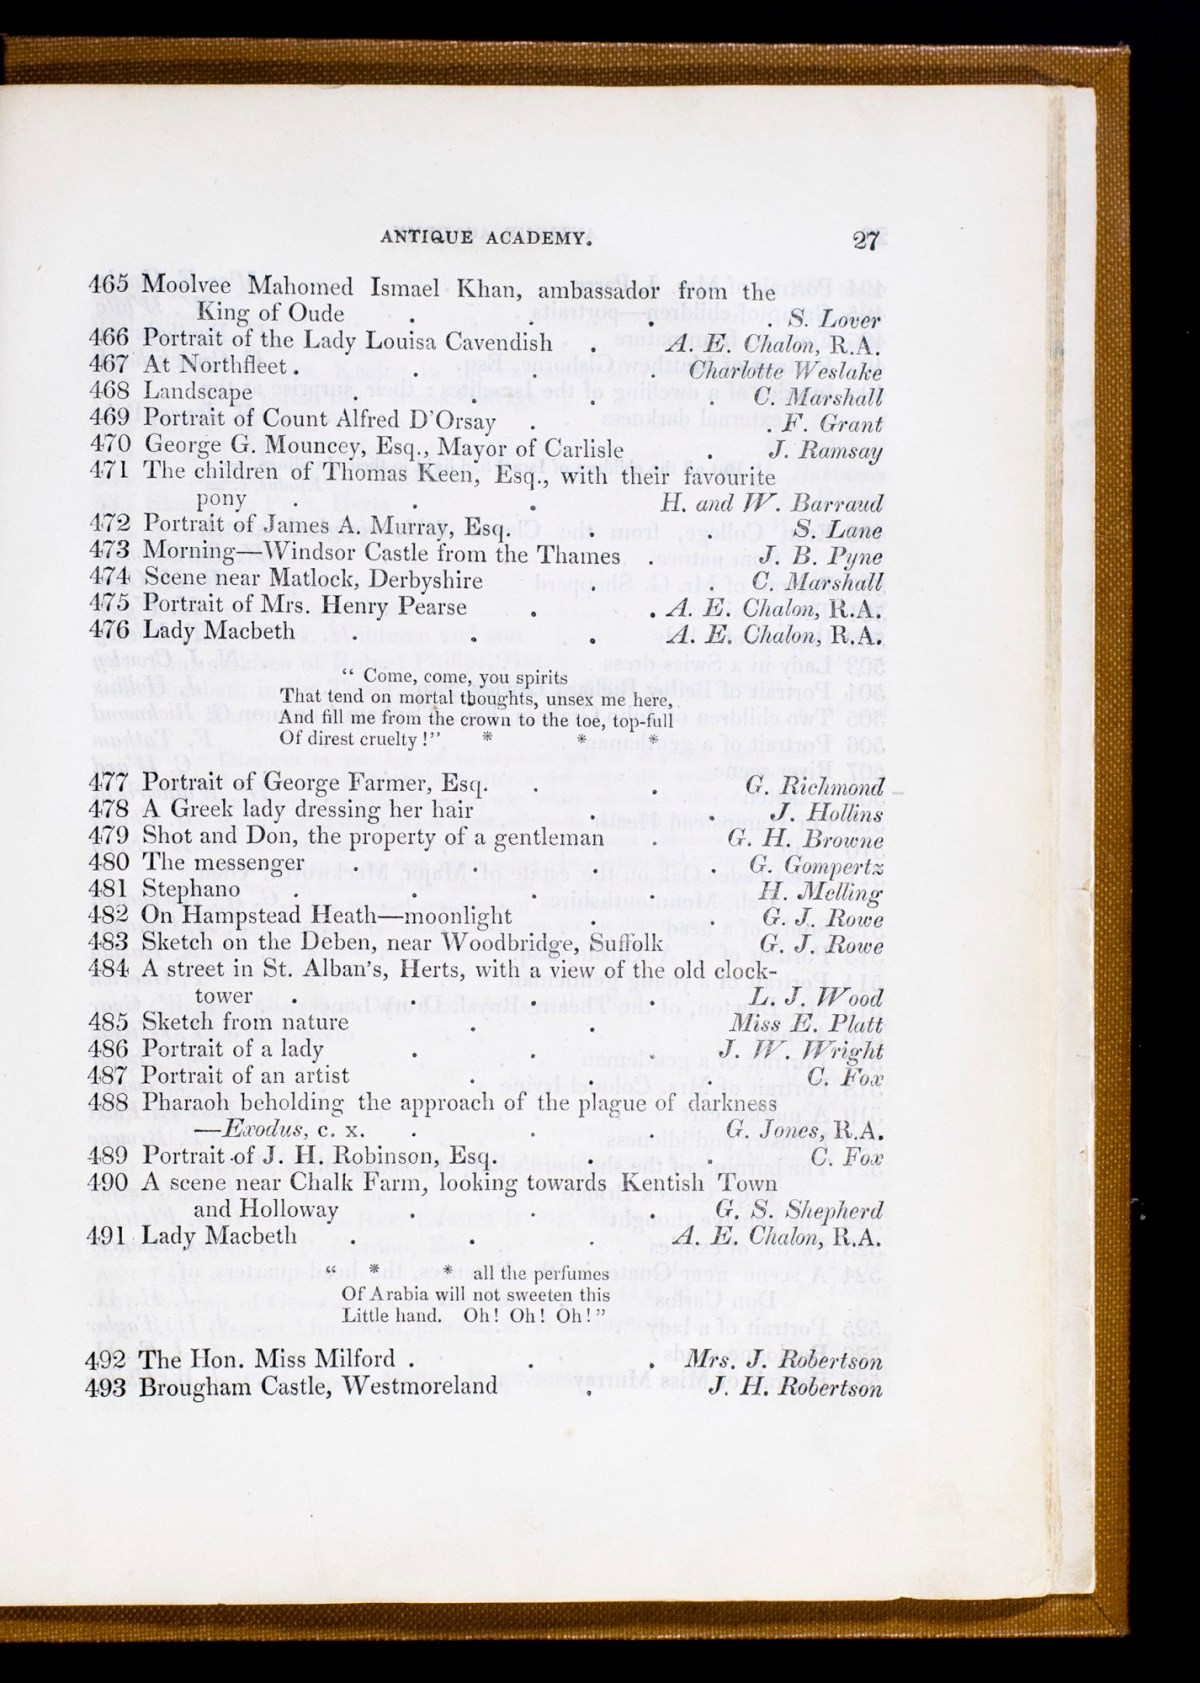 ANTIQUE ACADEMY. 27
465 Moolvee Mahomed Ismael Khan, ambassador from the
King of Oude . . . . S. Lover
466 Portrait of the Lady Louisa Cavendish . A. E. Chalon, R.A.
467 At Northfleet . . . . Charlotte Weslake
468 Landscape . . . . C. Marshall
469 Portrait of Count Alfred D'Orsay . . . F. Grant
470 George G. Mouncey, Esq., Mayor of Carlisle . J. Ramsay
471 The children of Thomas Keen, Esq., with their favourite
pony . . . H. and W. Barraud
472 Portrait of James A. Murray, Esq. . . S. Lane
473 Morning—Windsor Castle from the Thames . J. B. Pyne
474 Scene near Matlock, Derbyshire . . C. Marshall
475 Portrait of Mrs. Henry Pearse . . A. E. Chalon, R.A.
476 Lady Macbeth . . . A. E. Chalon, R.A.
“ Come, come, you spirits
That tend on mortal thoughts, unsex me here,
And fill me from the crown to the toe, top-full
Of direst cruelty !” * * *
477 Portrait of George Farmer, Esq. . . G. Richmond
478 A Greek lady dressing her hair . . J. Hollins
479 Shot and Don, the property of a gentleman . G. H. Browne
480 The messenger . . . . G. Gompertz
481 Stephano . . . . H. Melling
482 On Hampstead Heath—moonlight . . G. J. Rowe
483 Sketch on the Deben, near Woodbridge, Suffolk G. J. Rowe
484 A street in St. Alban's, Herts, with a view of the old clock-
tower . . . . L. J. Wood
485 Sketch from nature . . Miss E. Platt
486 Portrait of a lady . . . J. W. Wright
487 Portrait of an artist . . . C. Fox
488 Pharaoh beholding the approach of the plague of darkness
—Exodus, c. x. . . . G. Jones, R.A.
489 Portrait of J. H. Robinson, Esq. . . C. Fox
490 A scene near Chalk Farm, looking towards Kentish Town
and Holloway . . . G. S. Shepherd
491 Lady Macbeth . . . A. E. Chalon, R.A.
“ * * all the perfumes
Of Arabia will not sweeten this
Little hand. Oh! Oh! Oh!”
492 The Hon. Miss Milford . . . Mrs. J. Robertson
493 Brougham Castle, Westmoreland . J. H. Robertson